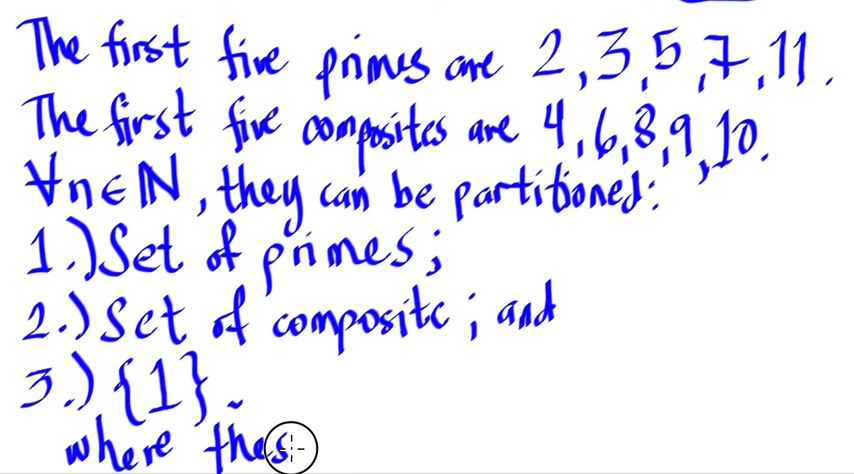 The first five primes are 2, 3, 5, 7, 11.
The first five composites are 4, 6, 8, 9, 10.
∀n∈ℕ, they can be partitioned:
1.) Set of primes;
2.) Set of composite; and
3.) {1}.
where thes